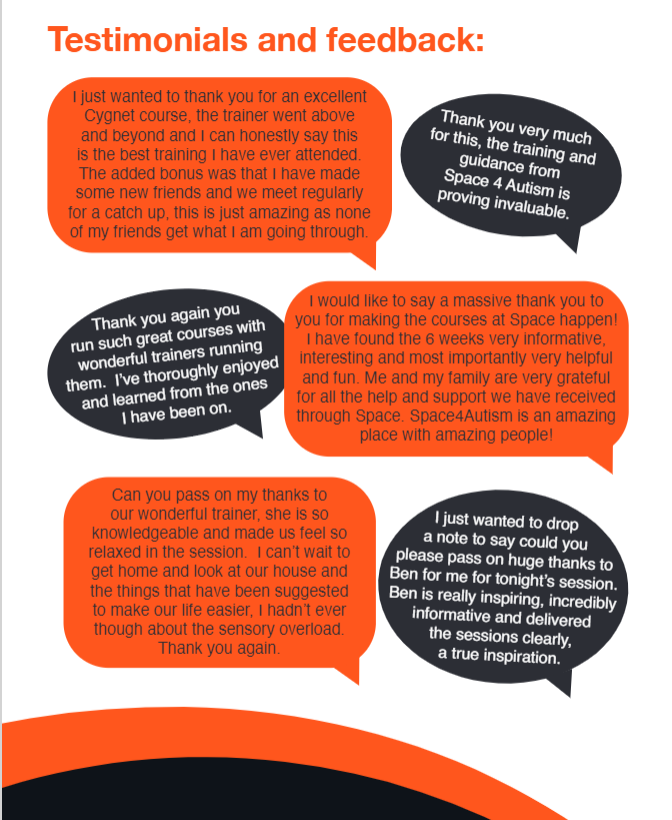 Testimonials and feedback:
I just wanted to thank you for an excellent
Cygnet course, the trainer went above
and beyond and I can honestly say this
is the best training I have ever attended.
The added bonus was that I have made
some new friends and we meet regularly
for a catch up, this is just amazing as none
of my friends get what I am going through.
Thank you very much
for this, the training and
guidance from
Space 4 Autism is
proving invaluable.
Thank you again you
run such great courses with
wonderful trainers running
them.  I've thoroughly enjoyed
and learned from the ones
I have been on.
I would like to say a massive thank you to
you for making the courses at Space happen!
I have found the 6 weeks very informative,
interesting and most importantly very helpful
and fun. Me and my family are very grateful
for all the help and support we have received
through Space. Space4Autism is an amazing
place with amazing people!
Can you pass on my thanks to
our wonderful trainer, she is so
knowledgeable and made us feel so
relaxed in the session.  I can't wait to
get home and look at our house and
the things that have been suggested
to make our life easier, I hadn't ever
though about the sensory overload.
Thank you again.
I just wanted to drop
a note to say could you
please pass on huge thanks to
Ben for me for tonight's session.
Ben is really inspiring, incredibly
informative and delivered
the sessions clearly,
a true inspiration.